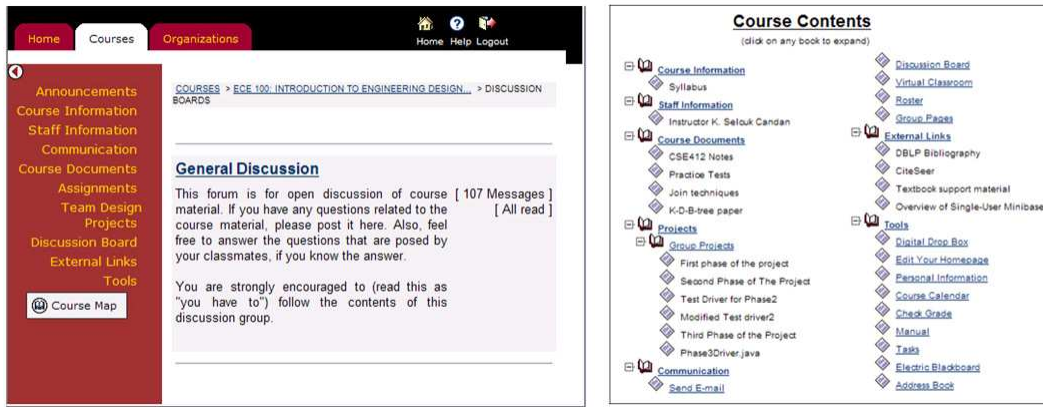 Home
Courses
Organizations
Home Help Logout
Announcements
Course Information
Staff Information
Communication
Course Documents
Assignments
Team Design
Projects
Discussion Board
External Links
Tools
Course Map
COURSES > ECE 100: INTRODUCTION TO ENGINEERING DESIGN... > DISCUSSION
BOARDS
General Discussion
This forum is for open discussion of course
material. If you have any questions related to the
course material, please post it here. Also, feel
free to answer the questions that are posed by
your classmates, if you know the answer.
You are strongly encouraged to (read this as
"you have to") follow the contents of this
discussion group.
[ 107 Messages ]
[ All read ]
Course Contents
(click on any book to expand)
Course Information
Syllabus
Staff Information
Instructor K. Selcuk Candan
Course Documents
CSE412 Notes
Practice Tests
Join techniques
K-D-B-tree paper
Projects
Group Projects
First phase of the project
Second Phase of The Project
Test Driver for Phase2
Modified Test driver2
Third Phase of the Project
Phase3Driver.java
Communication
Send E-mail
Discussion Board
Virtual Classroom
Roster
Group Pages
External Links
DBLP Bibliography
CiteSeer
Textbook support material
Overview of Single-User Minibase
Tools
Digital Drop Box
Edit Your Homepage
Personal Information
Course Calendar
Check Grade
Manual
Tasks
Electric Blackboard
Address Book